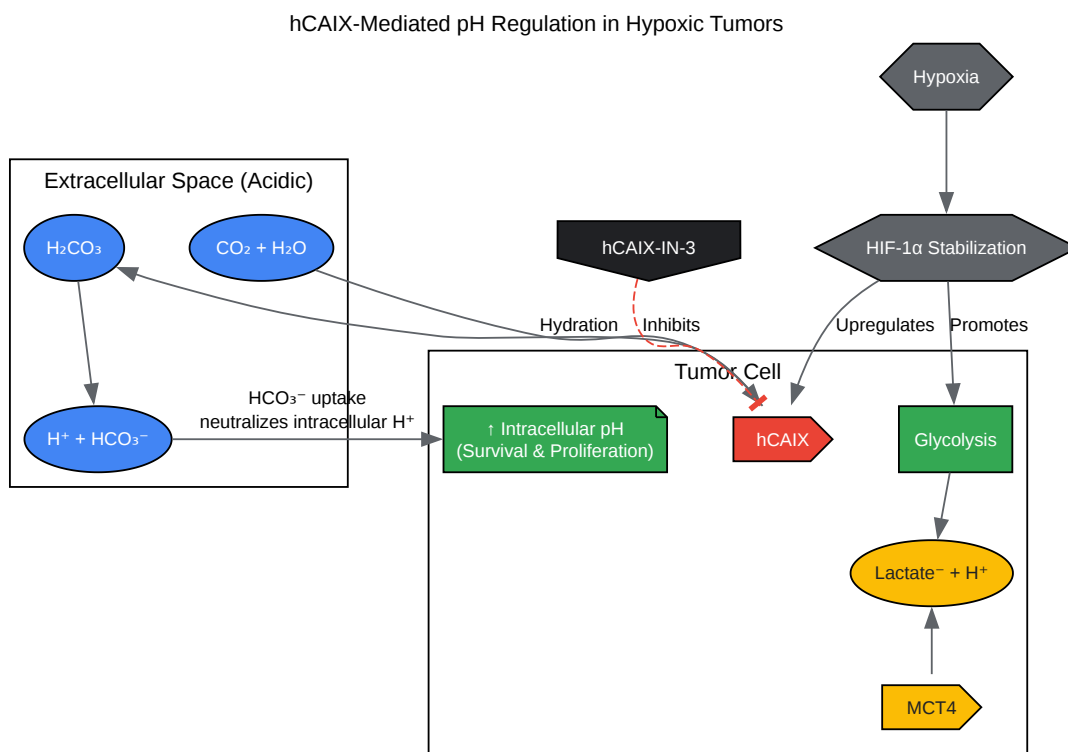 hCAIX-Mediated pH Regulation in Hypoxic Tumors
Hypoxia
Extracellular Space (Acidic)
H₂CO₃
CO₂ + H₂O
hCAIX-IN-3
HIF-1α Stabilization
Hydration
Inhibits
Upregulates
Promotes
Tumor Cell
HCO₃⁻ uptake
neutralizes intracellular H⁺
H⁺ + HCO₃⁻
↑ Intracellular pH
(Survival & Proliferation)
hCAIX
Glycolysis
Lactate⁻ + H⁺
MCT4